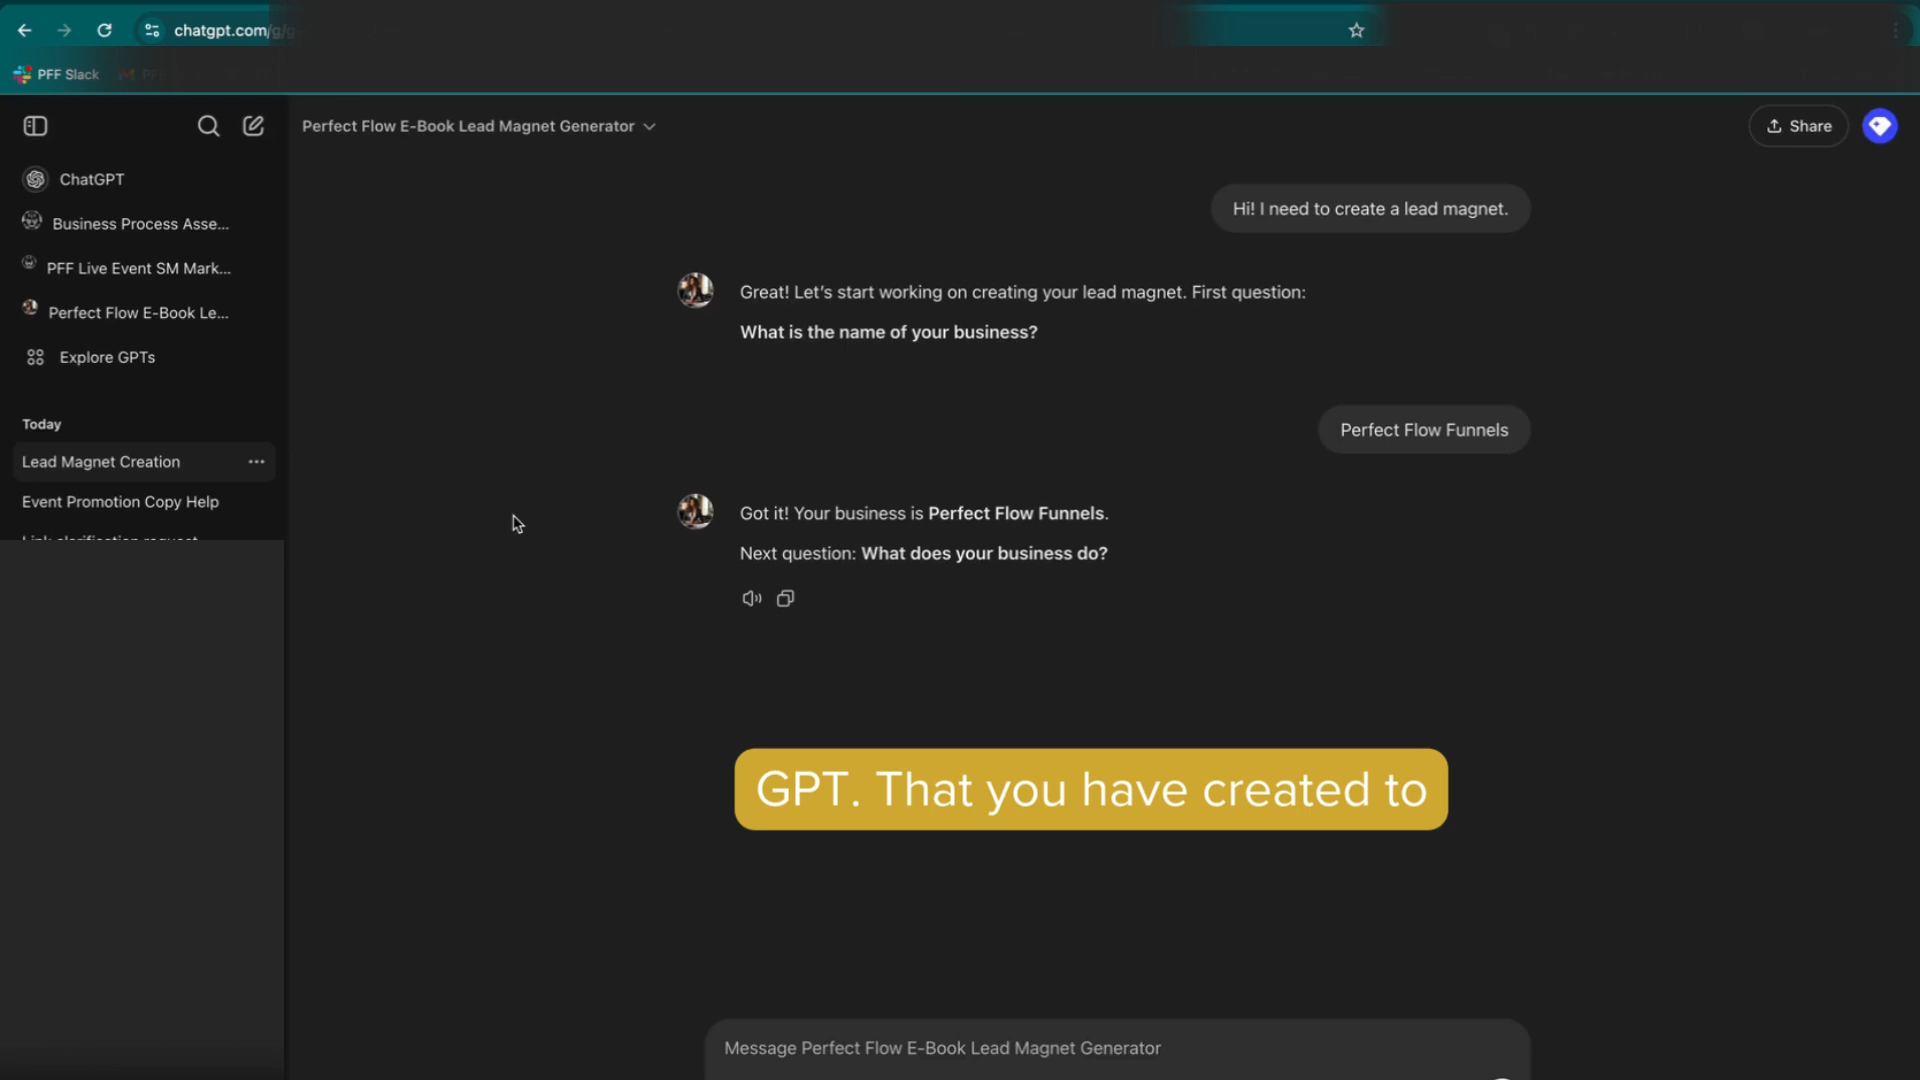 chatgpt.com/g/g-
PFF Slack
Perfect Flow E-Book Lead Magnet Generator
Share
ChatGPT
Business Process Asse...
PFF Live Event SM Mark...
Perfect Flow E-Book Le...
Explore GPTs
Today
Lead Magnet Creation
Event Promotion Copy Help
Link clarification request
Hi! I need to create a lead magnet.
Great! Let's start working on creating your lead magnet. First question:
What is the name of your business?
Perfect Flow Funnels
Got it! Your business is Perfect Flow Funnels.
Next question: What does your business do?
GPT. That you have created to
Message Perfect Flow E-Book Lead Magnet Generator